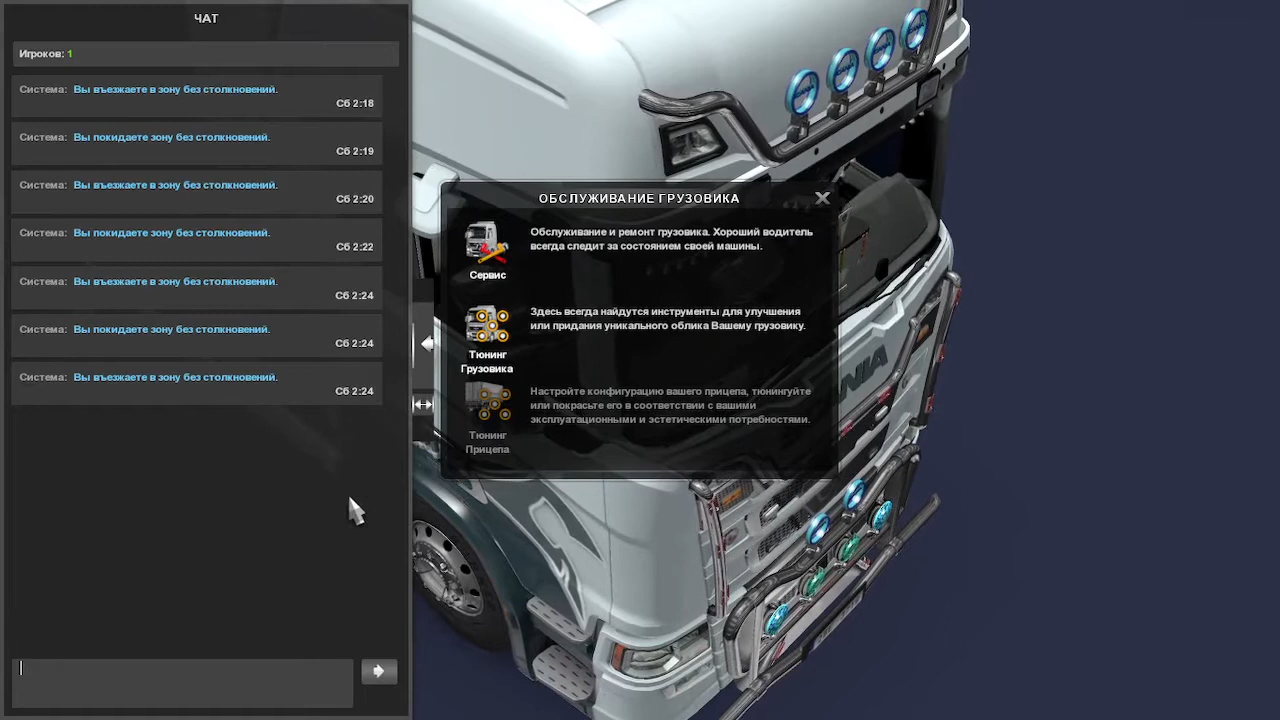 ЧАТ
Игроков: 1
Система: Вы въезжаете в зону без столкновений.
Сб 2:18
Система: Вы покидаете зону без столкновений.
Сб 2:19
Система: Вы въезжаете в зону без столкновений.
Сб 2:20
Система: Вы покидаете зону без столкновений.
Сб 2:22
Система: Вы въезжаете в зону без столкновений.
Сб 2:24
Система: Вы покидаете зону без столкновений.
Сб 2:24
Система: Вы въезжаете в зону без столкновений.
Сб 2:24
ОБСЛУЖИВАНИЕ ГРУЗОВИКА
Обслуживание и ремонт грузовика. Хороший водитель
всегда следит за состоянием своей машины.
Сервис
Здесь всегда найдутся инструменты для улучшения
или придания уникального облика Вашему грузовику.
Тюнинг
Грузовика
Настройте конфигурацию вашего прицепа, тюнингуйте
или покрасьте его в соответствии с вашими
эксплуатационными и эстетическими потребностями.
Тюнинг
Прицепа
NIA